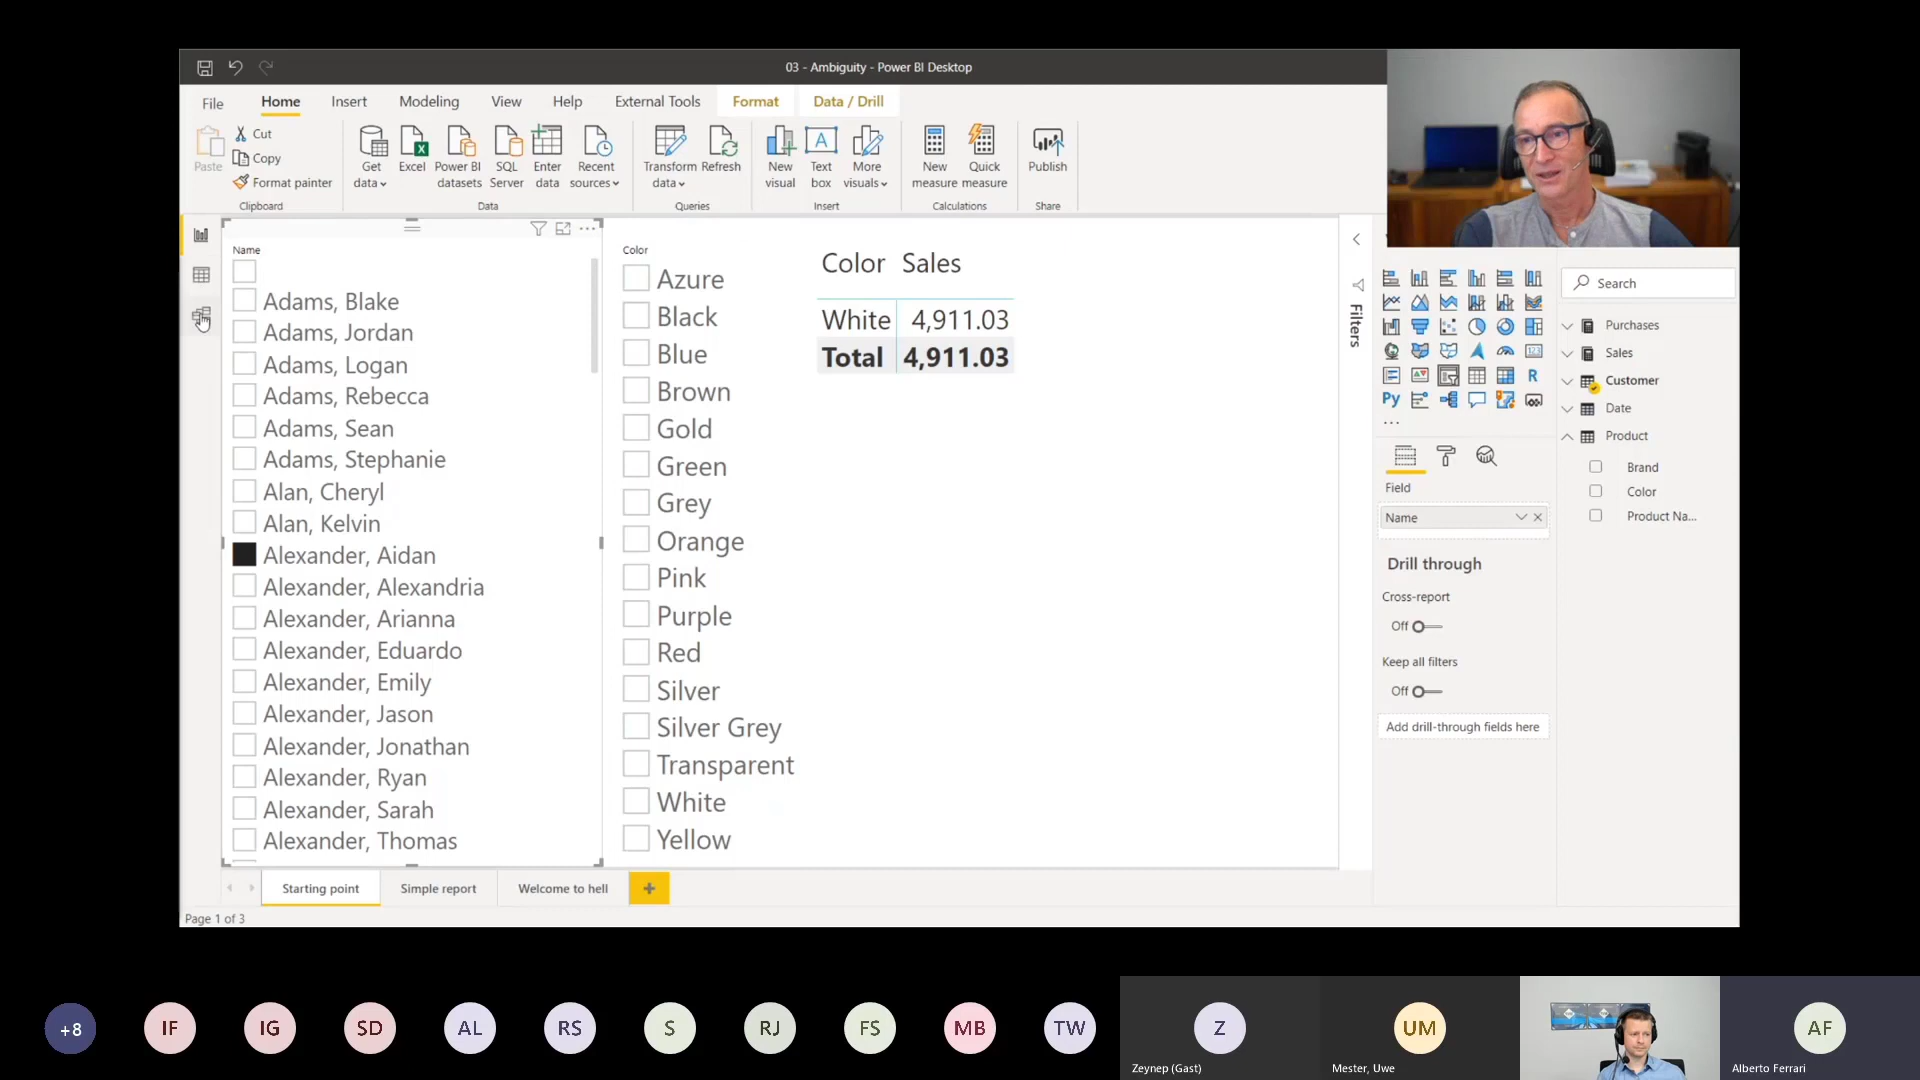 03 - Ambiguity - Power BI Desktop
File
Home
Insert
Modeling
View
Help
External Tools
Format
Data / Drill
Paste
Cut
Copy
Format painter
Clipboard
Get data
Excel
Power BI datasets
SQL Server
Enter data
Recent sources
Data
Transform data
Refresh
Queries
New visual
Text box
More visuals
Insert
New measure
Quick measure
Calculations
Publish
Share
Name
Adams, Blake
Adams, Jordan
Adams, Logan
Adams, Rebecca
Adams, Sean
Adams, Stephanie
Alan, Cheryl
Alan, Kelvin
Alexander, Aidan
Alexander, Alexandria
Alexander, Arianna
Alexander, Eduardo
Alexander, Emily
Alexander, Jason
Alexander, Jonathan
Alexander, Ryan
Alexander, Sarah
Alexander, Thomas
Color
Azure
Black
Blue
Brown
Gold
Green
Grey
Orange
Pink
Purple
Red
Silver
Silver Grey
Transparent
White
Yellow
Color Sales
White 4,911.03
Total 4,911.03
Filters
R
Py
123
...
Field
Name
Drill through
Cross-report
Off
Keep all filters
Off
Add drill-through fields here
Search
Purchases
Sales
Customer
Date
Product
Brand
Color
Product Na...
Starting point
Simple report
Welcome to hell
+
Page 1 of 3
+8
IF
IG
SD
AL
RS
S
RJ
FS
MB
TW
Z
Zeynep (Gast)
UM
Mester, Uwe
AF
Alberto Ferrari